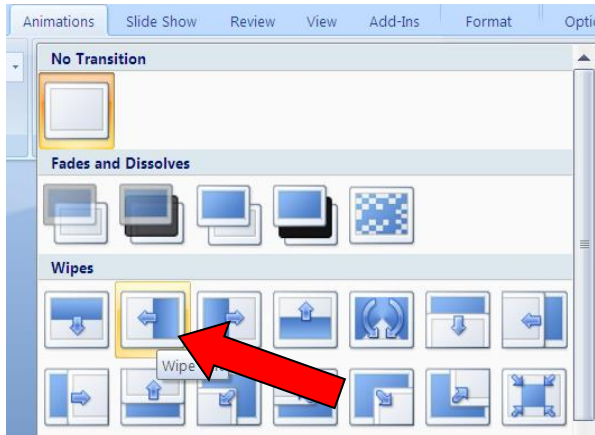 Animations Slide Show Review View Add-Ins Format
No Transition
Fades and Dissolves
Wipes
Wipe